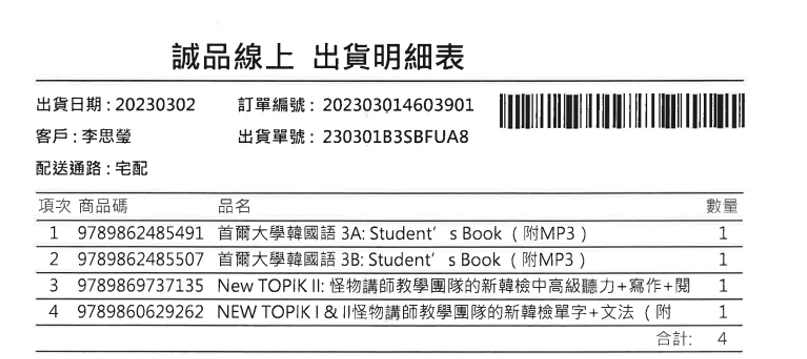 誠品線上 出貨明細表
出貨日期：20230302 訂單編號：202303014603901
客戶：李思瑩 出貨單號：230301B3SBFUA8
配送通路：宅配
項次 商品碼 品名 數量
1 9789862485491 首爾大學韓國語 3A: Student's Book（附MP3） 1
2 9789862485507 首爾大學韓國語 3B: Student's Book（附MP3） 1
3 9789869737135 New TOPIK II: 怪物講師教學團隊的新韓檢中高級聽力+寫作+閱 1
4 9789860629262 NEW TOPIK I & II怪物講師教學團隊的新韓檢單字+文法（附 1
合計: 4